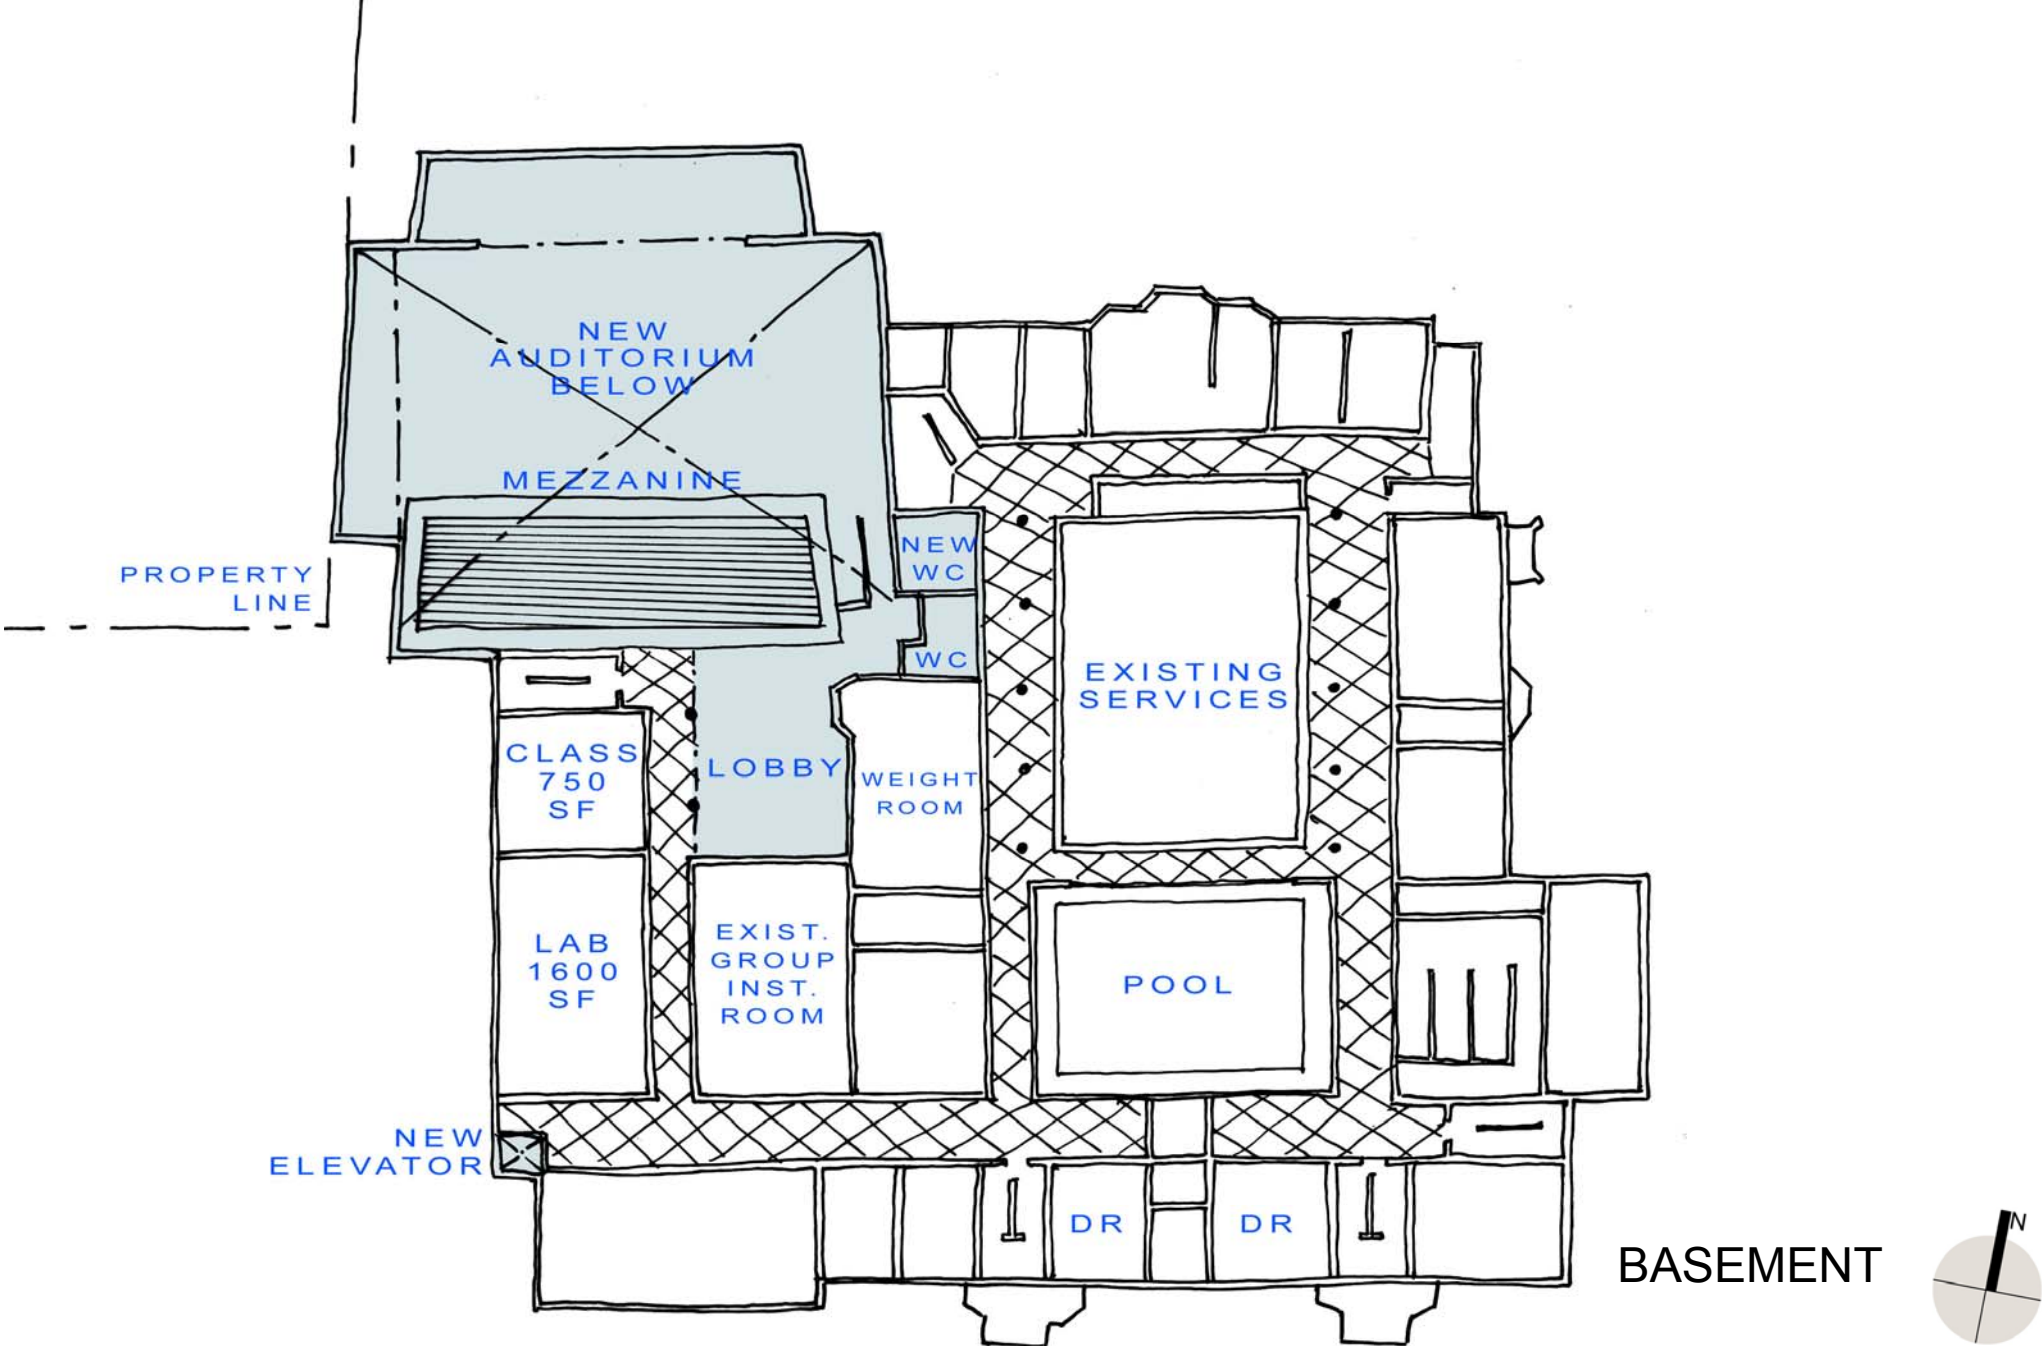 NEW
AUDITORIUM
BELOW
MEZZANINE
PROPERTY
LINE
NEW
WC
WC
EXISTING
SERVICES
CLASS
750
SF
LOBBY
WEIGHT
ROOM
LAB
1600
SF
EXIST.
GROUP
INST.
ROOM
POOL
NEW
ELEVATOR
DR
DR
BASEMENT
N